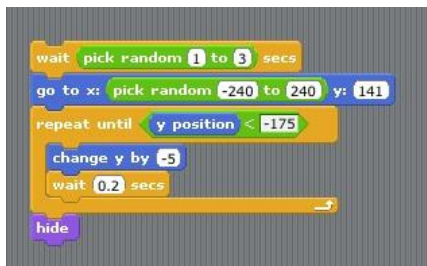 wait pick random 1 to 3 secs
go to x: pick random -240 to 240 y: 141
repeat until y position < -175
change y by -5
wait 0.2 secs
hide